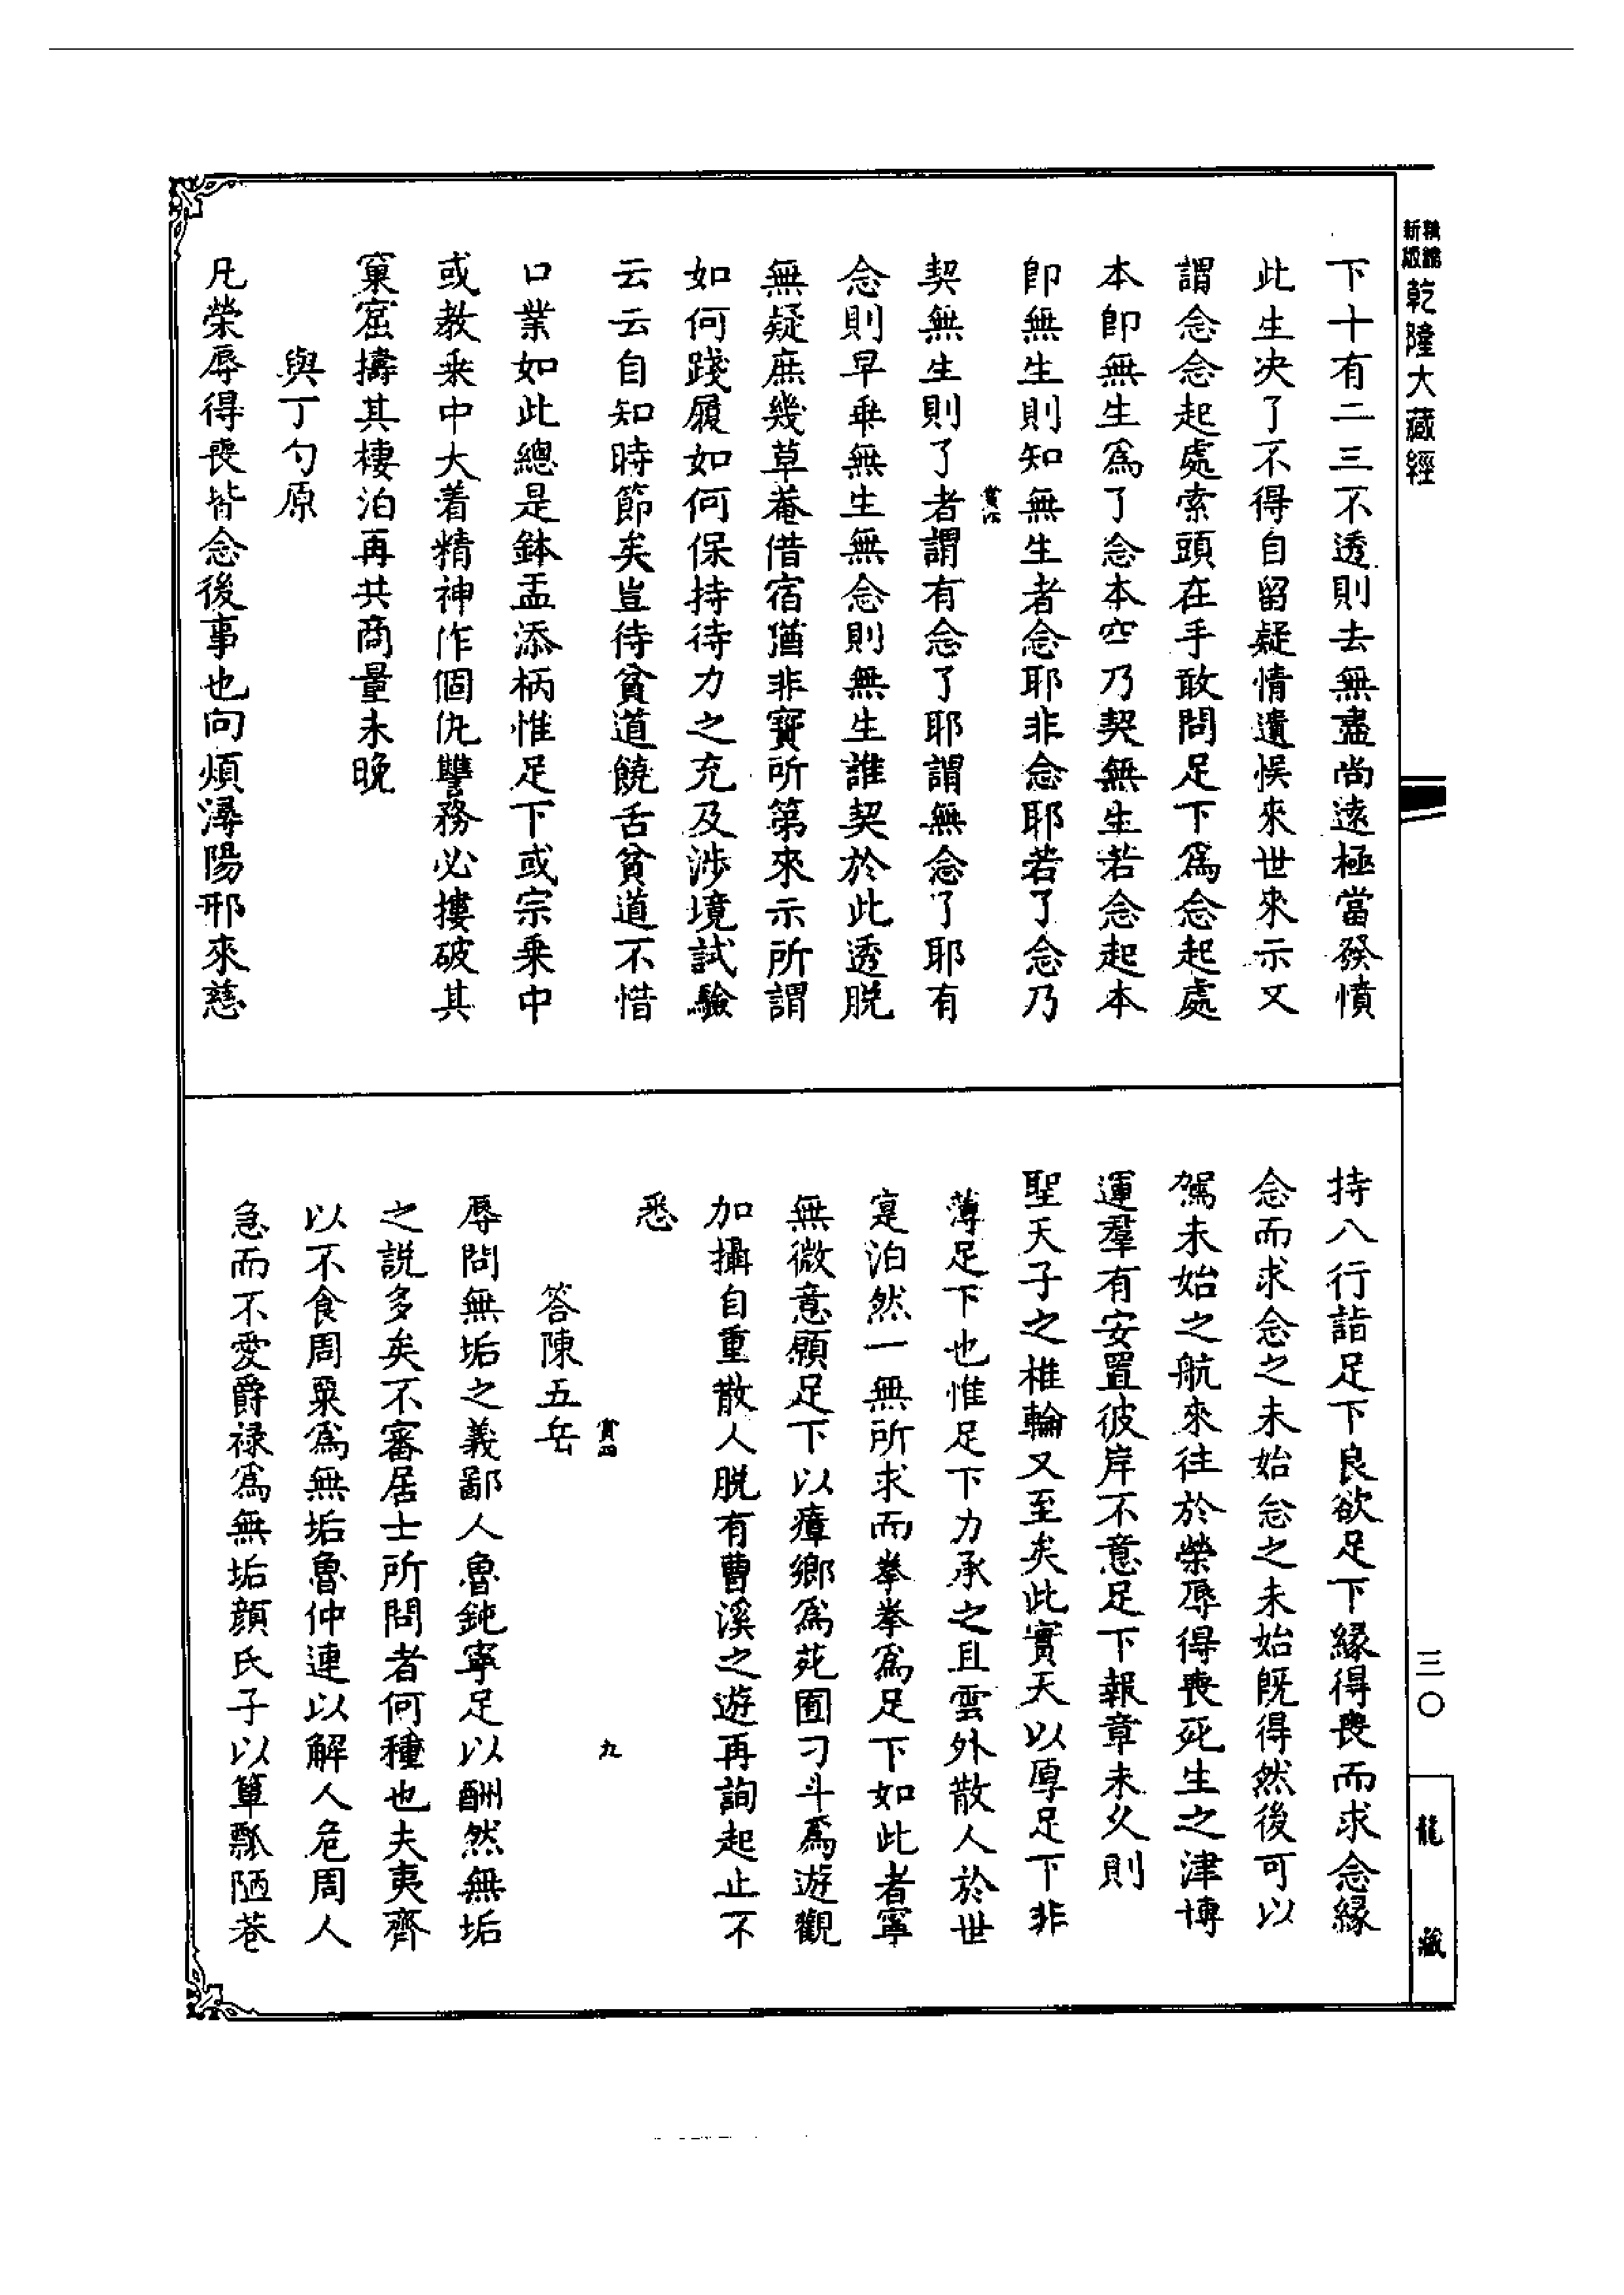 精編新版 乾隆大藏經
下十有二三不透則去無盡尚遠極當發憤
此生决了不得自留疑情遺悞來世來示又
謂念念起處索頭在手敢問足下爲念起處
本卽無生爲了念本空乃契無生若念起本
卽無生則知無生者念耶非念耶若了念乃
契無生則了者謂有念了耶謂無念了耶有
念則早乖無生無念則無生誰契於此透脫
無疑庶幾草菴借宿猶非寶所第來示所謂
如何踐履如何保持待力之充及涉境試驗
云云自知時節矣豈待貧道饒舌貧道不惜
口業如此總是鉢盂添柄惟足下或宗乗中
或教乗中大着精神作個仇讐務必摟破其
窠窟擣其棲泊再共商量未晚
與丁勺原
凡榮辱得喪皆念後事也向煩潯陽邢來慈
持八行詣足下良欲足下緣得喪而求念緣
念而求念之未始念之未始旣得然後可以
駕未始之航來往於榮辱得喪死生之津博
運羣有安置彼岸不意足下報章未久則
聖天子之椎輪又至矣此實天以厚足下非
薄足下也惟足下力承之且雲外散人於世
寔泊然一無所求而拳拳爲足下如此者寧
無微意願足下以瘴鄉爲苑囿刁斗爲遊觀
加攝自重散人脫有曹溪之遊再詢起止不
悉
賞四 九
答陳五岳
辱問無垢之義鄙人魯鈍寧足以酬然無垢
之説多矣不審居士所問者何種也夫夷齊
以不食周粟爲無垢魯仲連以解人危周人
急而不愛爵祿爲無垢顏氏子以簞瓢陋巷
三〇
龍藏